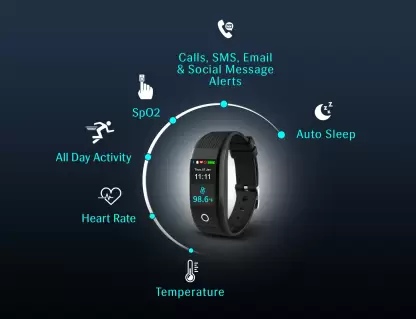 Calls, SMS, Email
& Social Message
Alerts
SpO2
Auto Sleep
All Day Activity
11:11
98.6
Heart Rate
Temperature